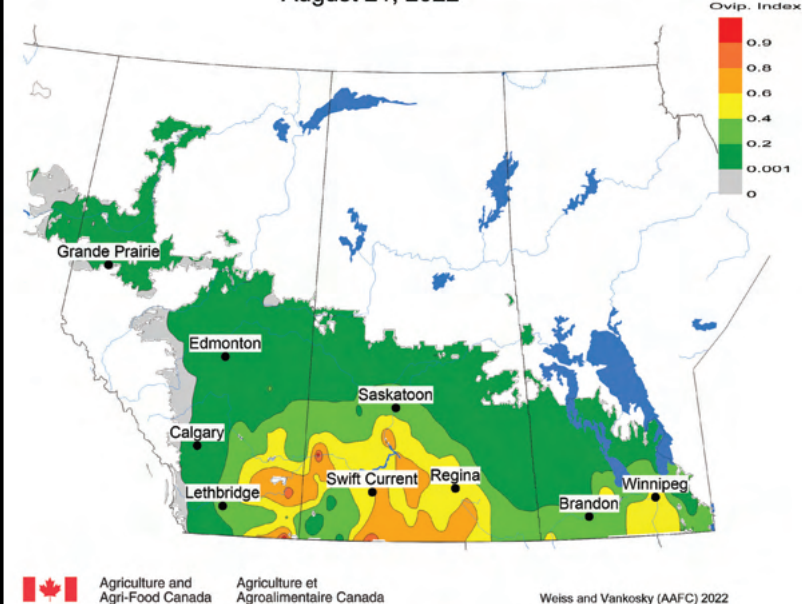 Ovip. Index
0.9
0.8
0.6
0.4
0.2
0.001
0
Grande Prairie
Edmonton
Saskatoon
Calgary
Lethbridge
Swift Current
Regina
Brandon
Winnipeg
Agriculture and
Agri-Food Canada
Agriculture et
Agroalimentaire Canada
Weiss and Vankosky (AAFC) 2022